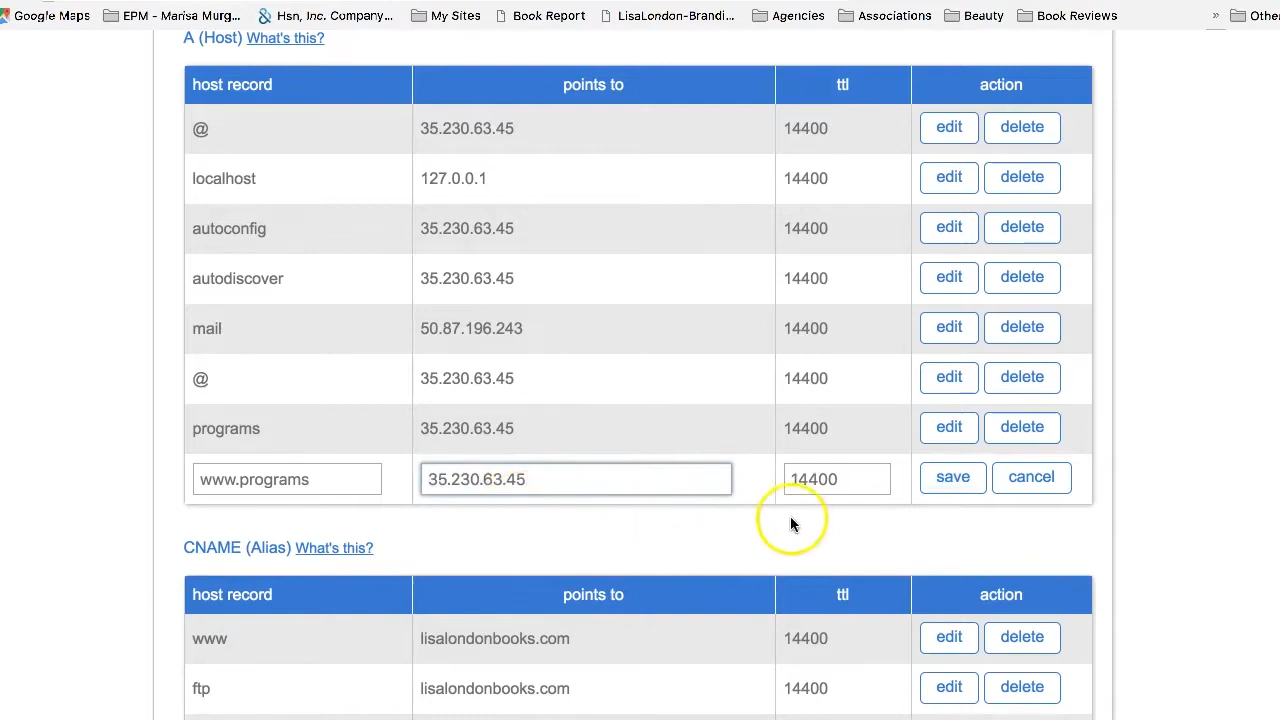 Google Maps EPM - Marisa Murg... Hsn, Inc. Company... My Sites Book Report LisaLondon-Brandi... Agencies Associations Beauty Book Reviews » Other
A (Host) What's this?
host record points to ttl action
@ 35.230.63.45 14400 edit delete
localhost 127.0.0.1 14400 edit delete
autoconfig 35.230.63.45 14400 edit delete
autodiscover 35.230.63.45 14400 edit delete
mail 50.87.196.243 14400 edit delete
@ 35.230.63.45 14400 edit delete
programs 35.230.63.45 14400 edit delete
www.programs 35.230.63.45 14400 save cancel
CNAME (Alias) What's this?
host record points to ttl action
www lisalondonbooks.com 14400 edit delete
ftp lisalondonbooks.com 14400 edit delete